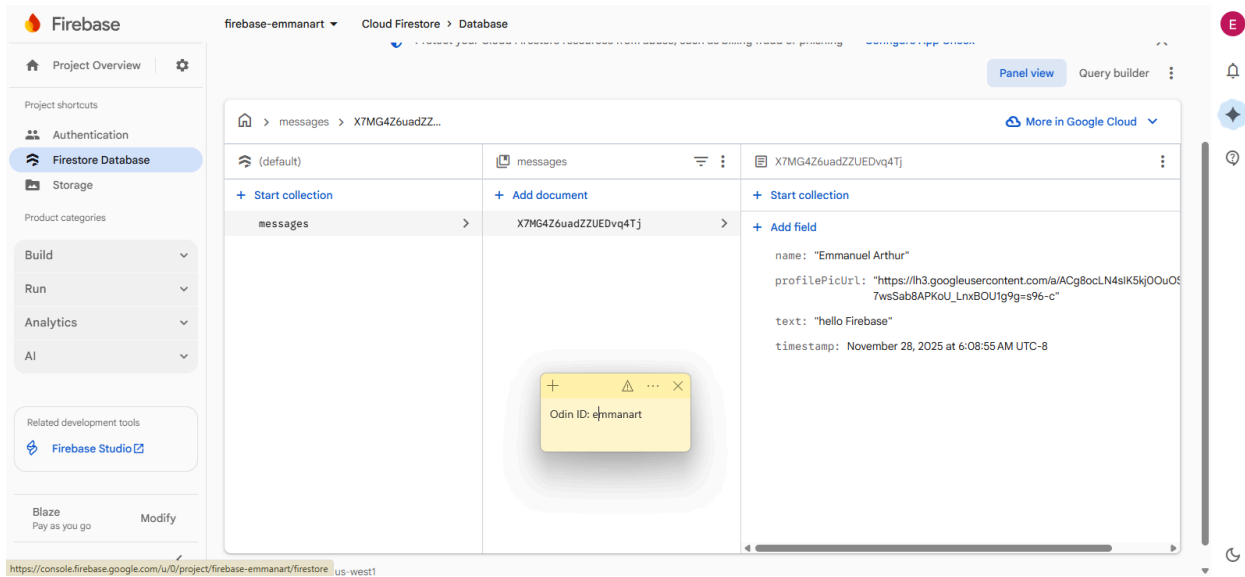 Firebase
firebase-emmanart
Cloud Firestore > Database
E
Project Overview
Protect your Cloud Firestore resources from abuse, such as billing fraud or phishing Configure App Check
Panel view
Query builder
Project shortcuts
Authentication
Firestore Database
Storage
Product categories
Build
Run
Analytics
AI
Related development tools
Firebase Studio
Blaze
Pay as you go
Modify
> messages > X7MG4Z6uadZZ...
More in Google Cloud
(default)
messages
X7MG4Z6uadZZUEDvq4Tj
+ Start collection
+ Add document
+ Start collection
messages
X7MG4Z6uadZZUEDvq4Tj
+ Add field
name: "Emmanuel Arthur"
profilePicUrl: "https://lh3.googleusercontent.com/a/ACg8ocLN4sIK5kj0OuOS
7wsSab8APKoU_LnxBOU1g9g=s96-c"
text: "hello Firebase"
timestamp: November 28, 2025 at 6:08:55 AM UTC-8
Odin ID: emmanart
https://console.firebase.google.com/u/0/project/firebase-emmanart/firestore
us-west1